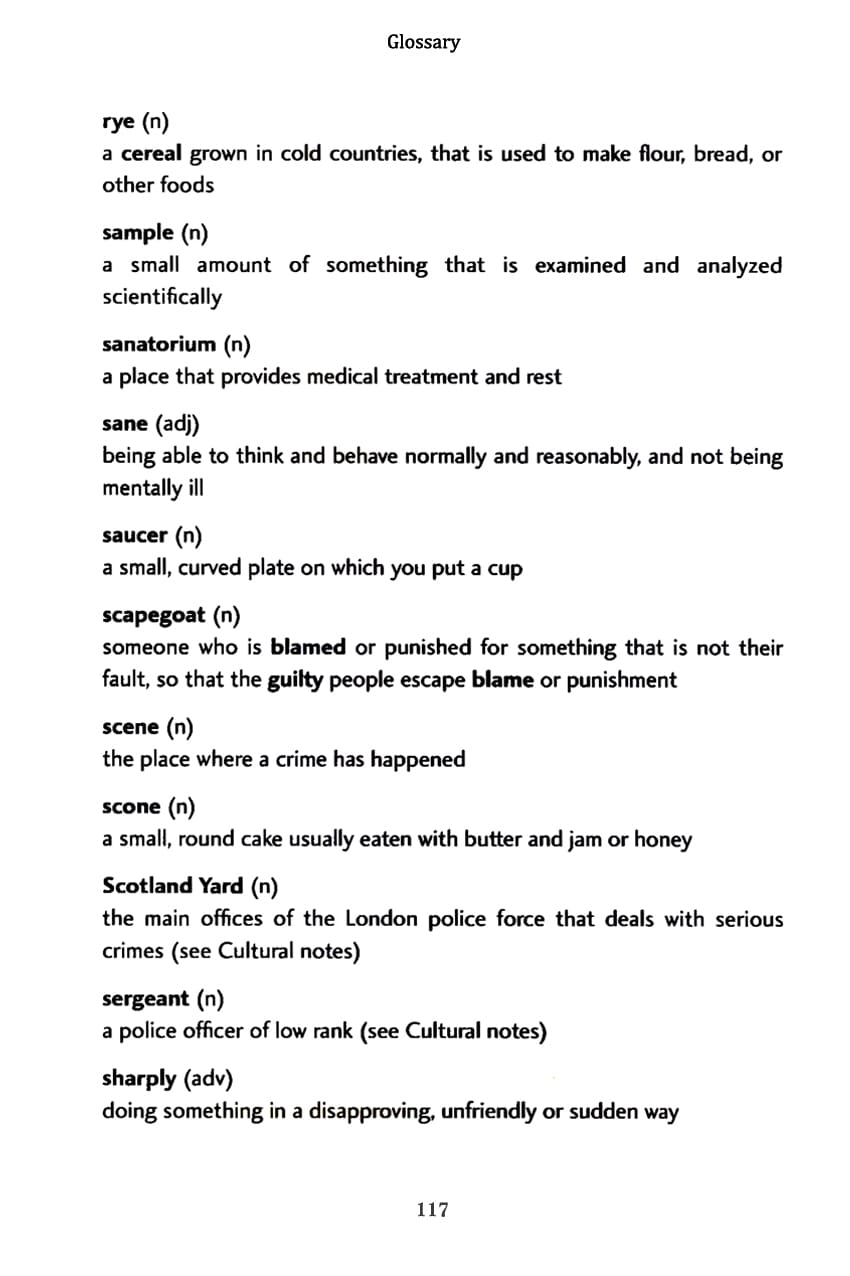 Glossary
rye (n)
a cereal grown in cold countries, that is used to make flour, bread, or
other foods
sample (n)
a small amount of something that is examined and analyzed
scientifically
sanatorium (n)
a place that provides medical treatment and rest
sane (adj)
being able to think and behave normally and reasonably, and not being
mentally ill
saucer (n)
a small, curved plate on which you put a cup
scapegoat (n)
someone who is blamed or punished for something that is not their
fault, so that the guilty people escape blame or punishment
scene (n)
the place where a crime has happened
scone (n)
a small, round cake usually eaten with butter and jam or honey
Scotland Yard (n)
the main offices of the London police force that deals with serious
crimes (see Cultural notes)
sergeant (n)
a police officer of low rank (see Cultural notes)
sharply (adv)
doing something in a disapproving, unfriendly or sudden way
117